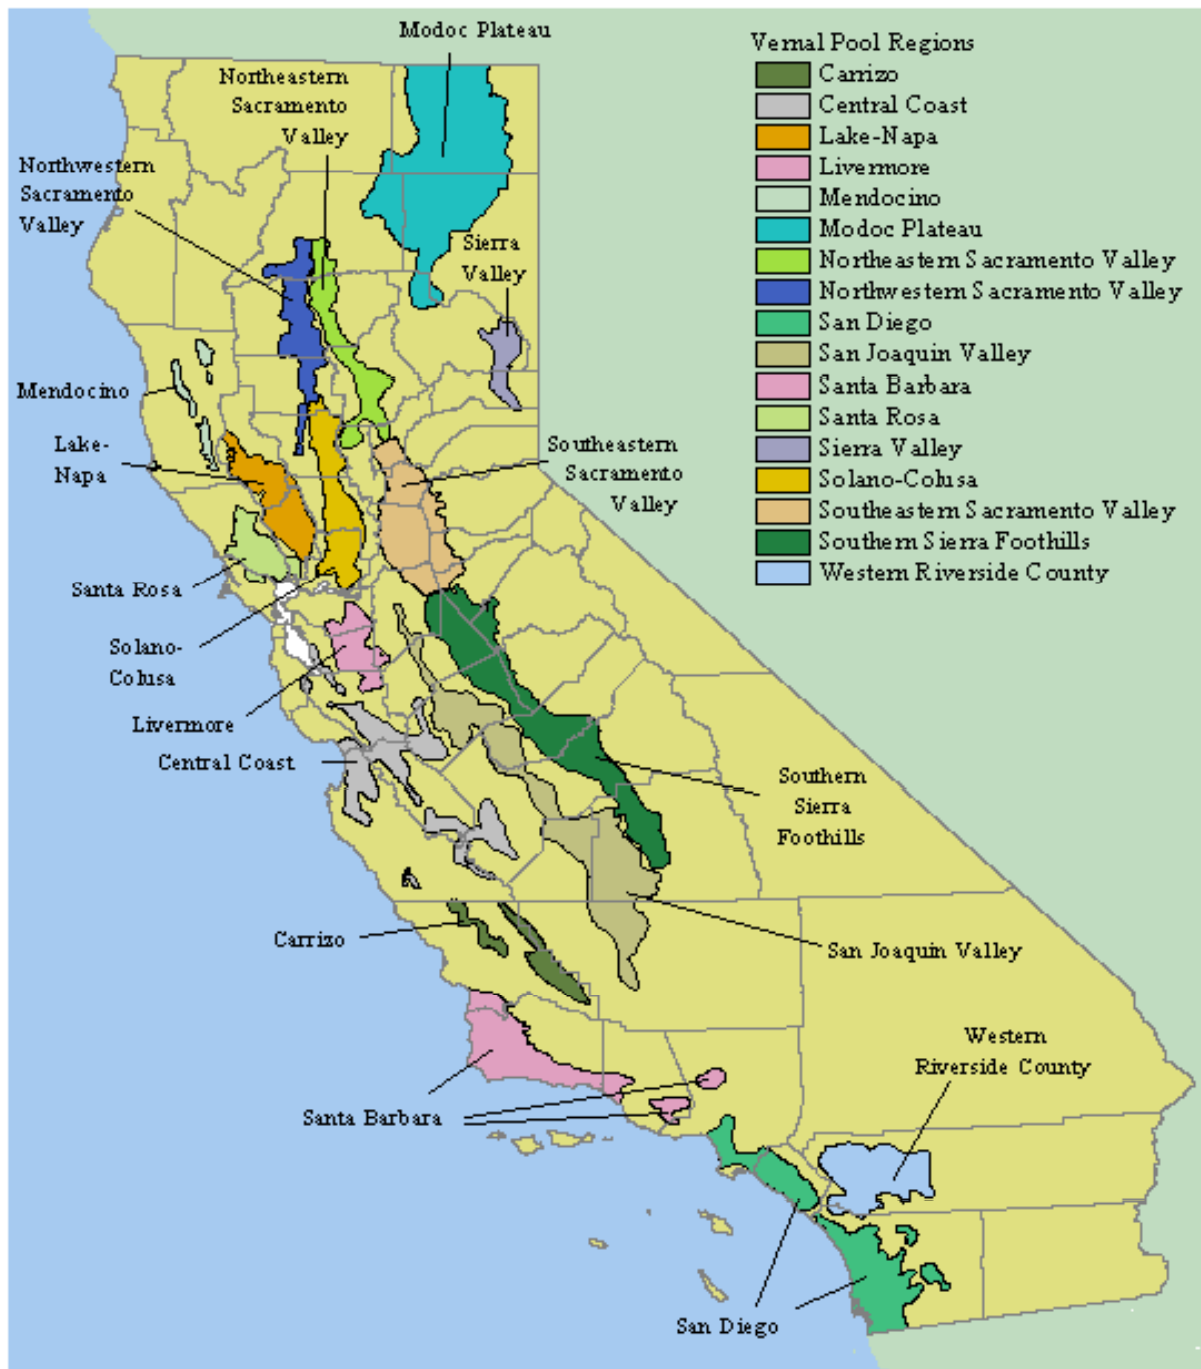 Modoc Plateau
Northeastern
Sacramento
Valley
Northwestern
Sacramento
Valley
Sierra
Valley
Mendocino
Lake-
Napa
Southeastern
Sacramento
Valley
Santa Rosa
Solano-
Colusa
Livermore
Central Coast
Southern
Sierra
Foothills
Carrizo
San Joaquin Valley
Western
Riverside County
Santa Barbara
San Diego
Vernal Pool Regions
Carrizo
Central Coast
Lake-Napa
Livermore
Mendocino
Modoc Plateau
Northeastern Sacramento Valley
Northwestern Sacramento Valley
San Diego
San Joaquin Valley
Santa Barbara
Santa Rosa
Sierra Valley
Solano-Colusa
Southeastern Sacramento Valley
Southern Sierra Foothills
Western Riverside County